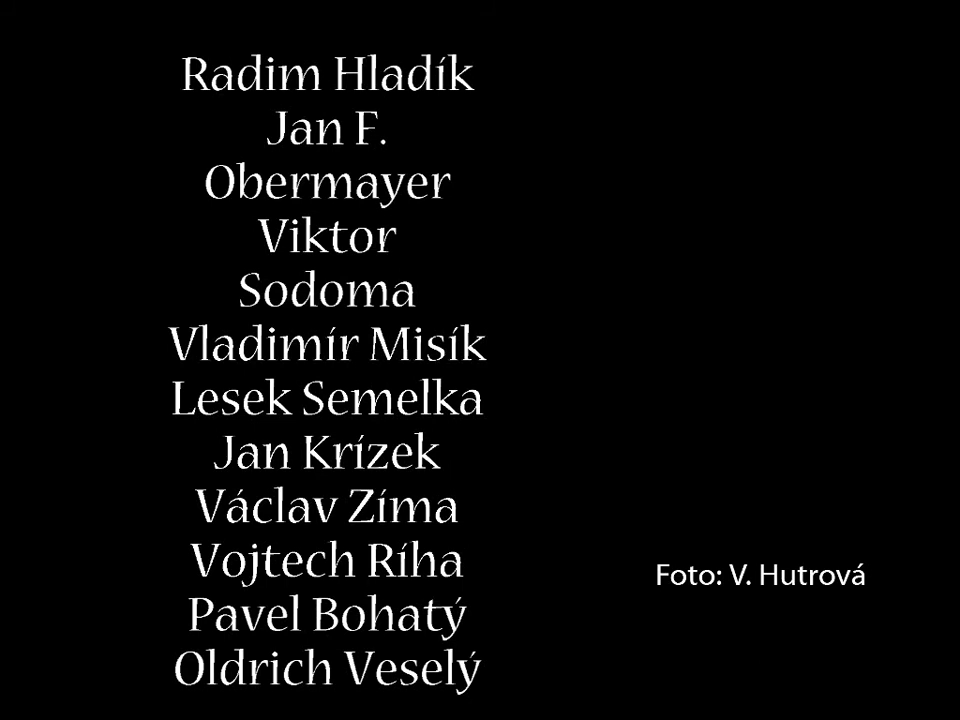 Radim Hladík
Jan F.
Obermayer
Viktor
Sodoma
Vladimír Misík
Lesek Semelka
Jan Krízek
Václav Zíma
Vojtech Ríha
Pavel Bohatý
Oldrich Veselý
Foto: V. Hutrová